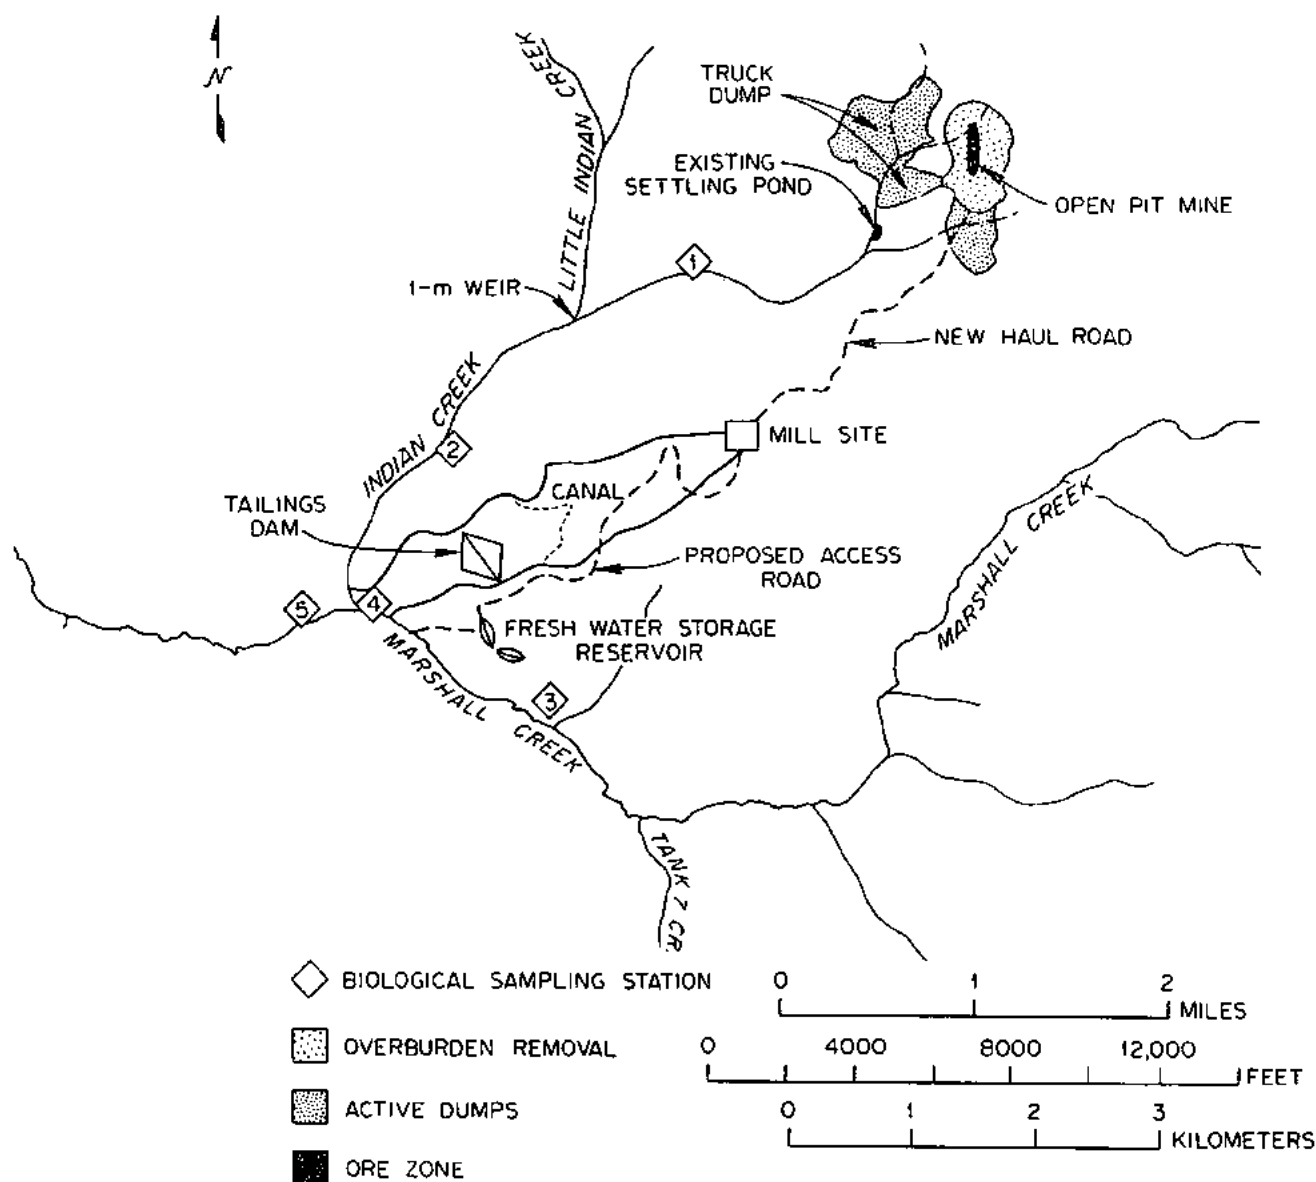 N
LITTLE INDIAN CREEK
TRUCK
DUMP
EXISTING
SETTLING POND
OPEN PIT MINE
1
1-m WEIR
NEW HAUL ROAD
INDIAN CREEK
2
MILL SITE
CANAL
TAILINGS
DAM
PROPOSED ACCESS
ROAD
MARSHALL CREEK
5
4
FRESH WATER STORAGE
RESERVOIR
MARSHALL CREEK
3
TANK 7 CR.
BIOLOGICAL SAMPLING STATION
OVERBURDEN REMOVAL
ACTIVE DUMPS
ORE ZONE
0 1 2
MILES
0 4000 8000 12,000
FEET
0 1 2 3
KILOMETERS